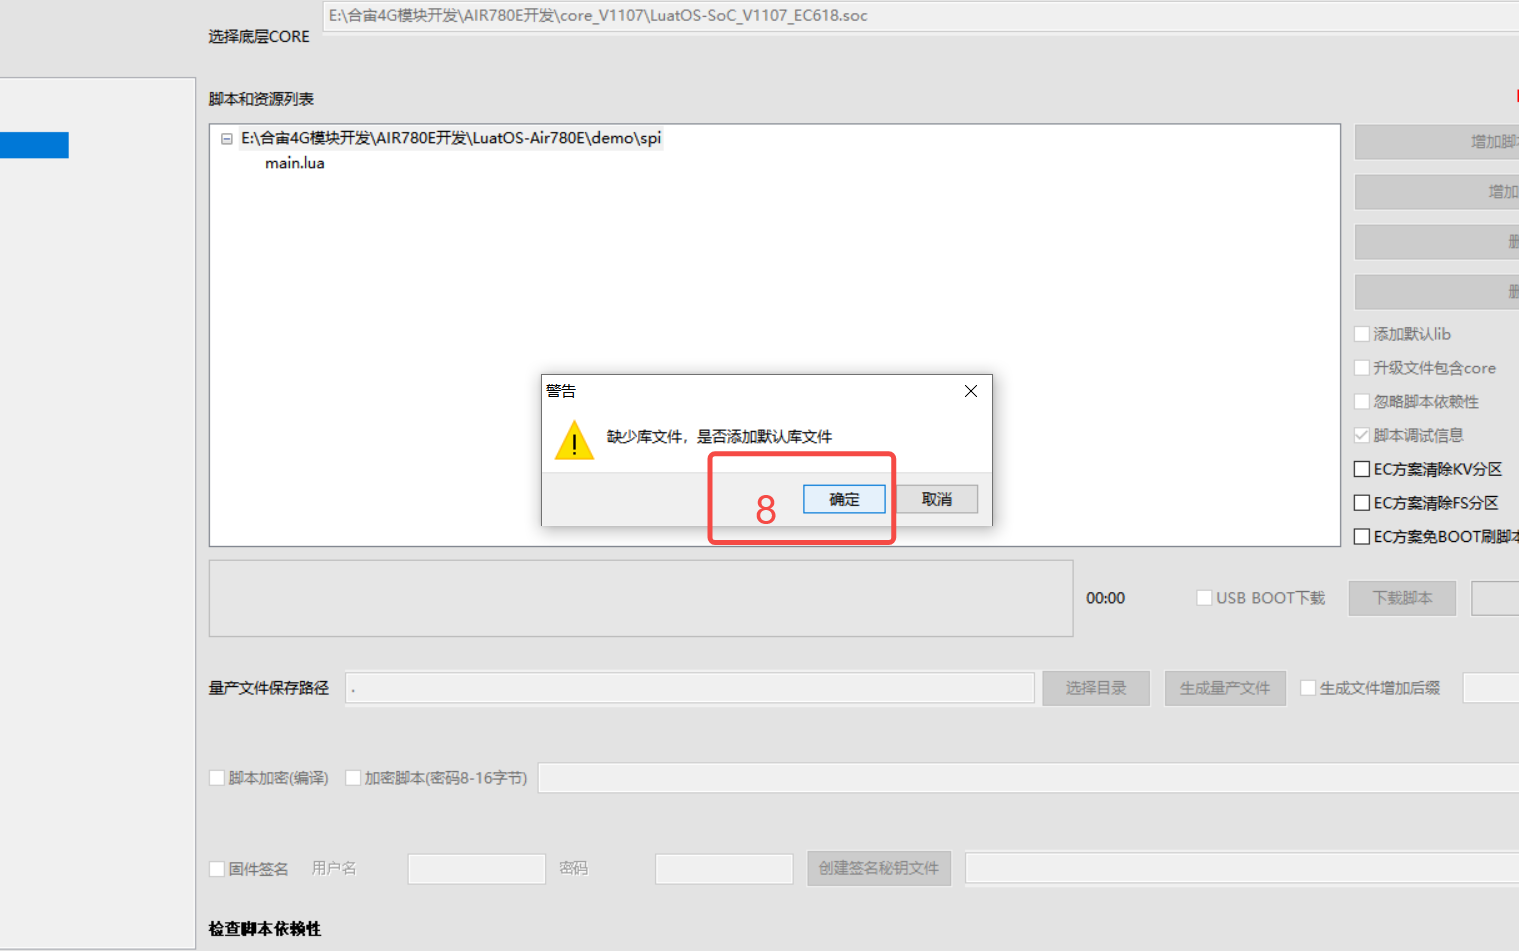 E:\合宙4G模块开发\AIR780E开发\core_V1107\LuatOS-SoC_V1107_EC618.soc
选择底层CORE
脚本和资源列表
E:\合宙4G模块开发\AIR780E开发\LuatOS-Air780E\demo\spi
main.lua
增加脚
增加
添加默认lib
升级文件包含core
忽略脚本依赖性
脚本调试信息
EC方案清除KV分区
EC方案清除FS分区
EC方案免BOOT刷脚本
警告
缺少库文件，是否添加默认库文件
8
确定
取消
00:00
USB BOOT下载
下载脚本
量产文件保存路径
.
选择目录
生成量产文件
生成文件增加后缀
脚本加密(编译)
加密脚本(密码8-16字节)
固件签名
用户名
密码
创建签名秘钥文件
检查脚本依赖性